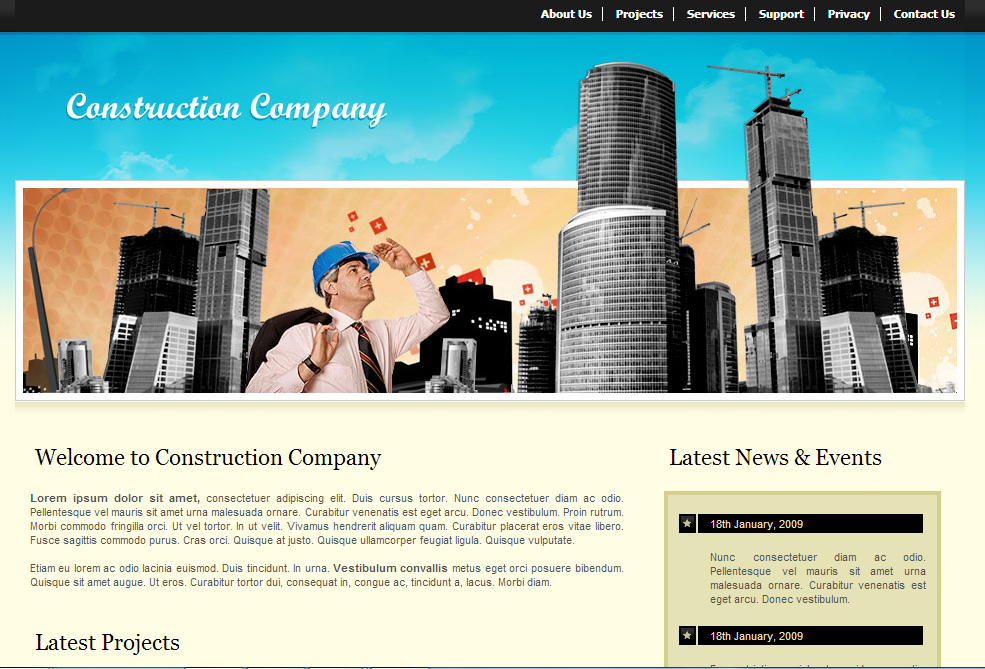 About Us
Projects
Services
Support
Privacy
Contact Us
Construction Company
Welcome to Construction Company
Lorem ipsum dolor sit amet, consectetuer adipiscing elit. Duis cursus tortor. Nunc consectetuer diam ac odio.
Pellentesque vel mauris sit amet urna malesuada ornare. Curabitur venenatis est eget arcu. Donec vestibulum. Proin rutrum.
Morbi commodo fringilla orci. Ut vel tortor. In ut velit. Vivamus hendrerit aliquam quam. Curabitur placerat eros vitae libero.
Fusce sagittis commodo purus. Cras orci. Quisque at justo. Quisque ullamcorper feugiat ligula. Quisque vulputate.
Etiam eu lorem ac odio lacinia euismod. Duis tincidunt. In urna. Vestibulum convallis metus eget orci posuere bibendum.
Quisque sit amet augue. Ut eros. Curabitur tortor dui, consequat in, congue ac, tincidunt a, lacus. Morbi diam.
Latest Projects
Latest News & Events
18th January, 2009
Nunc consectetuer diam ac odio.
Pellentesque vel mauris sit amet urna
malesuada ornare. Curabitur venenatis est
eget arcu. Donec vestibulum.
18th January, 2009